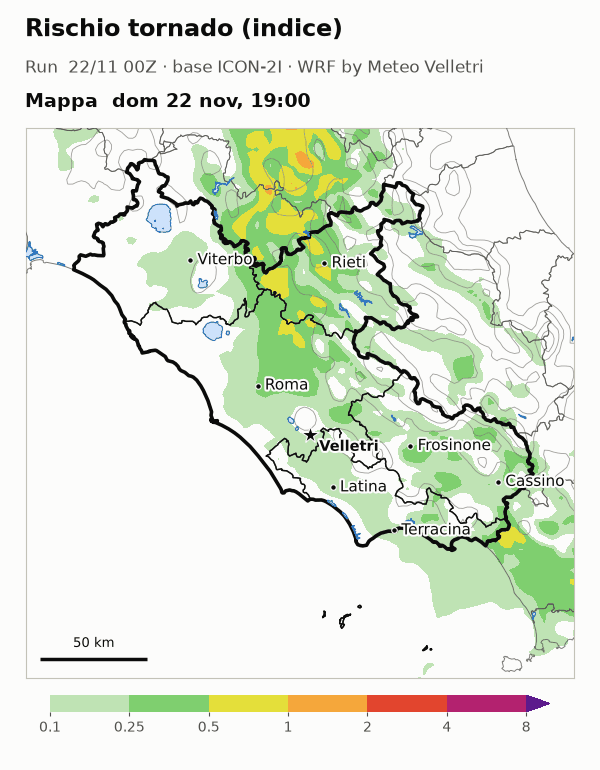 Rischio tornado (indice)
Run  22/11 00Z · base ICON-2I · WRF by Meteo Velletri
Mappa  dom 22 nov, 19:00
Viterbo
Rieti
Roma
Velletri
Frosinone
Cassino
Latina
Terracina
50 km
0.1 0.25 0.5 1 2 4 8